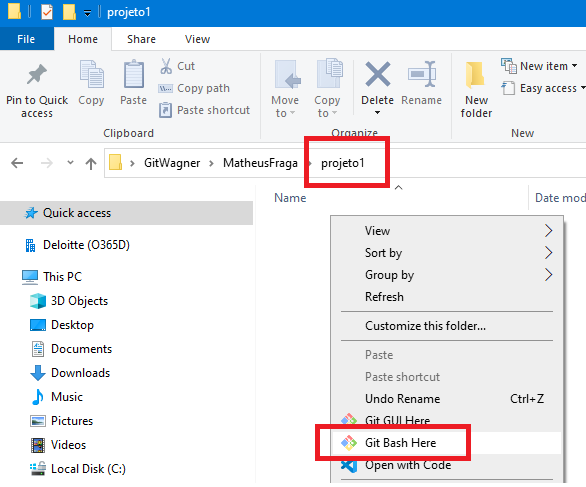 projeto1
File Home Share View
Pin to Quick access
Copy
Paste
Cut
Copy path
Paste shortcut
Clipboard
Move to
Copy to
Delete
Rename
Organize
New folder
New item
Easy access
New
GitWagner MatheusFraga projeto1
Name Date mod
Quick access
Deloitte (O365D)
This PC
3D Objects
Desktop
Documents
Downloads
Music
Pictures
Videos
Local Disk (C:)
View
Sort by
Group by
Refresh
Customize this folder...
Paste
Paste shortcut
Undo Rename Ctrl+Z
Git GUI Here
Git Bash Here
Open with Code